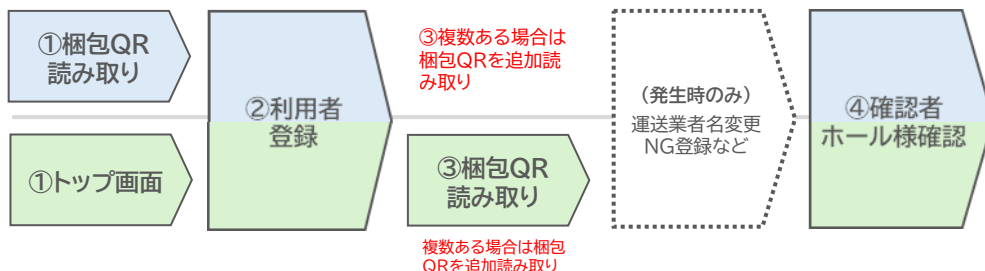 ①梱包QR
読み取り
②利用者
登録
③複数ある場合は
梱包QRを追加読
み取り
（発生時のみ）
運送業者名変更
NG登録など
④確認者
ホール様確認
①トップ画面
③梱包QR
読み取り
複数ある場合は梱包
QRを追加読み取り